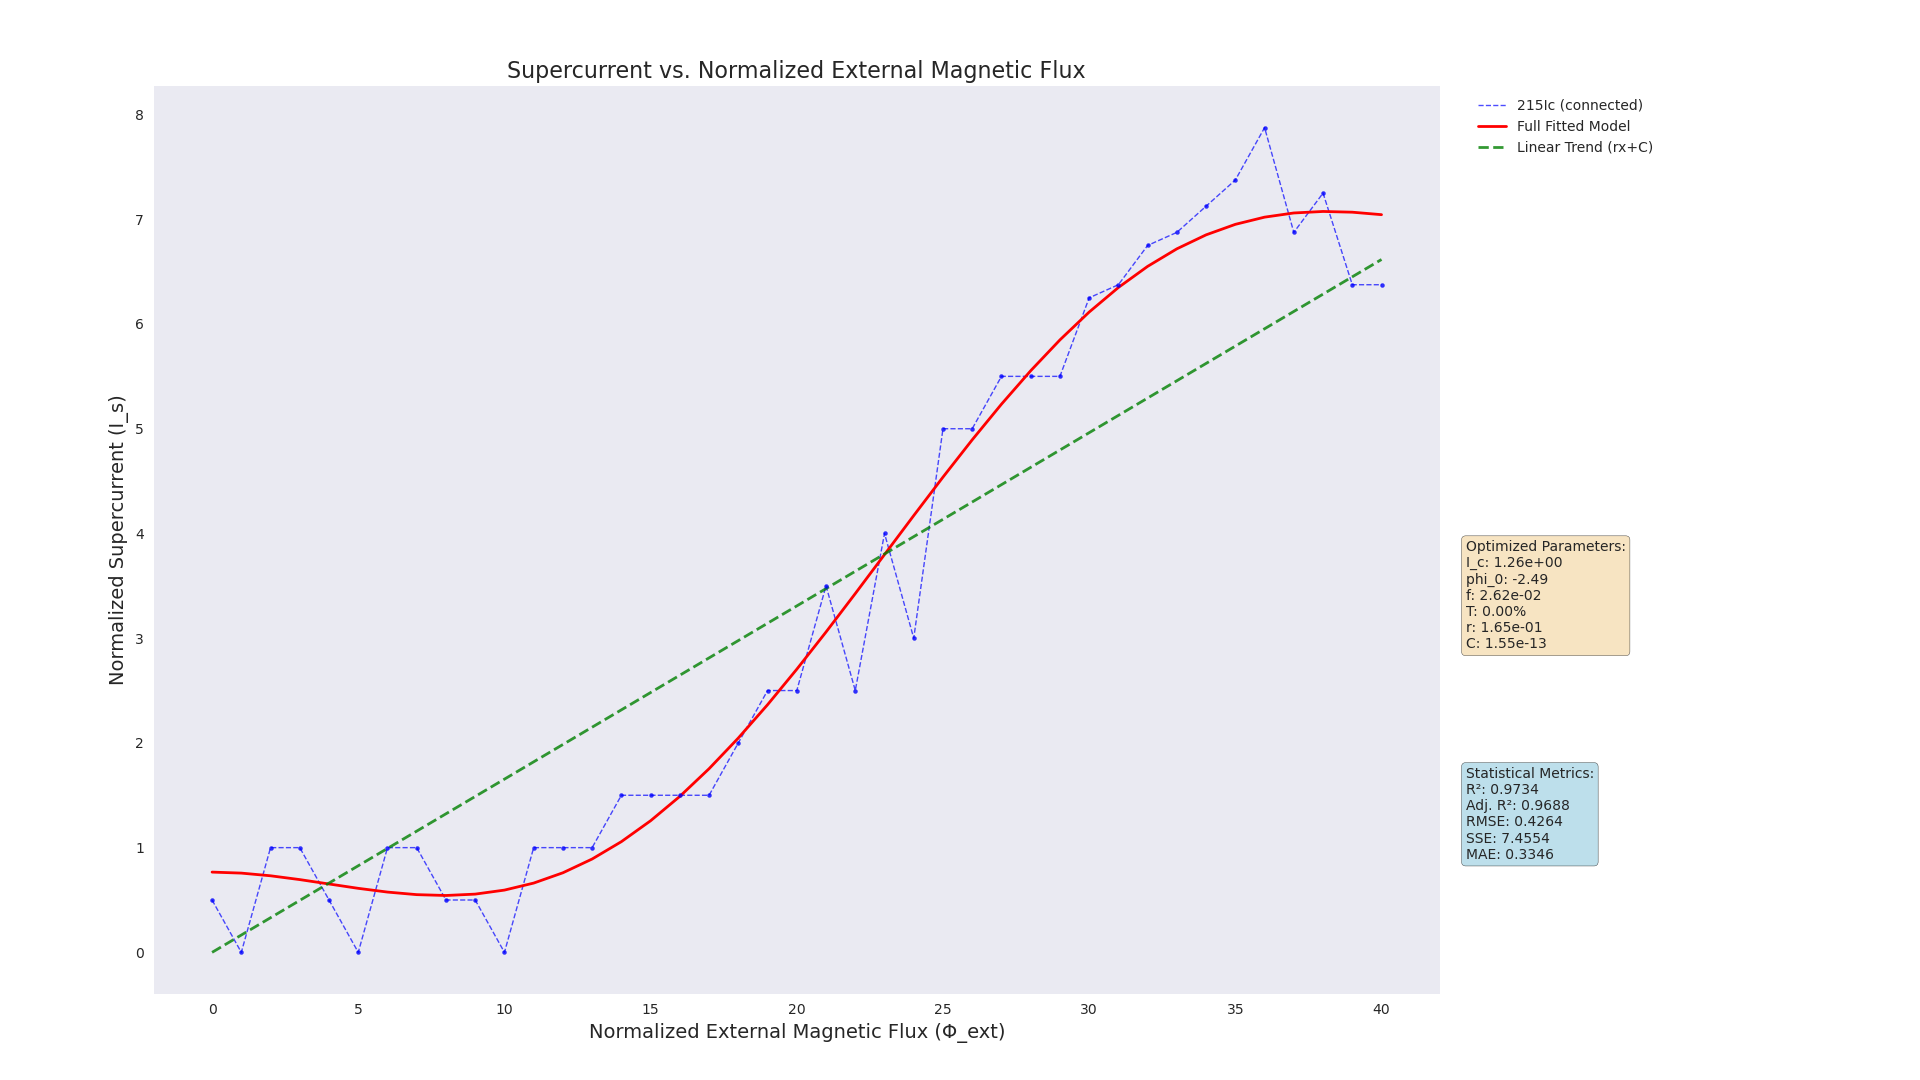 Supercurrent vs. Normalized External Magnetic Flux
8
7
6
5
4
3
2
1
0
Normalized Supercurrent (I_s)
0 5 10 15 20 25 30 35 40
Normalized External Magnetic Flux (Φ_ext)
215Ic (connected)
Full Fitted Model
Linear Trend (rx+C)
Optimized Parameters:
I_c: 1.26e+00
phi_0: -2.49
f: 2.62e-02
T: 0.00%
r: 1.65e-01
C: 1.55e-13
Statistical Metrics:
R²: 0.9734
Adj. R²: 0.9688
RMSE: 0.4264
SSE: 7.4554
MAE: 0.3346